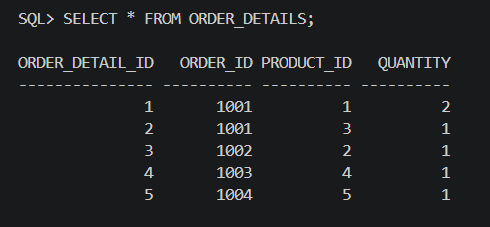 SQL> SELECT * FROM ORDER_DETAILS;
ORDER_DETAIL_ID   ORDER_ID PRODUCT_ID   QUANTITY
--------------- ---------- ---------- ----------
              1       1001          1          2
              2       1001          3          1
              3       1002          2          1
              4       1003          4          1
              5       1004          5          1